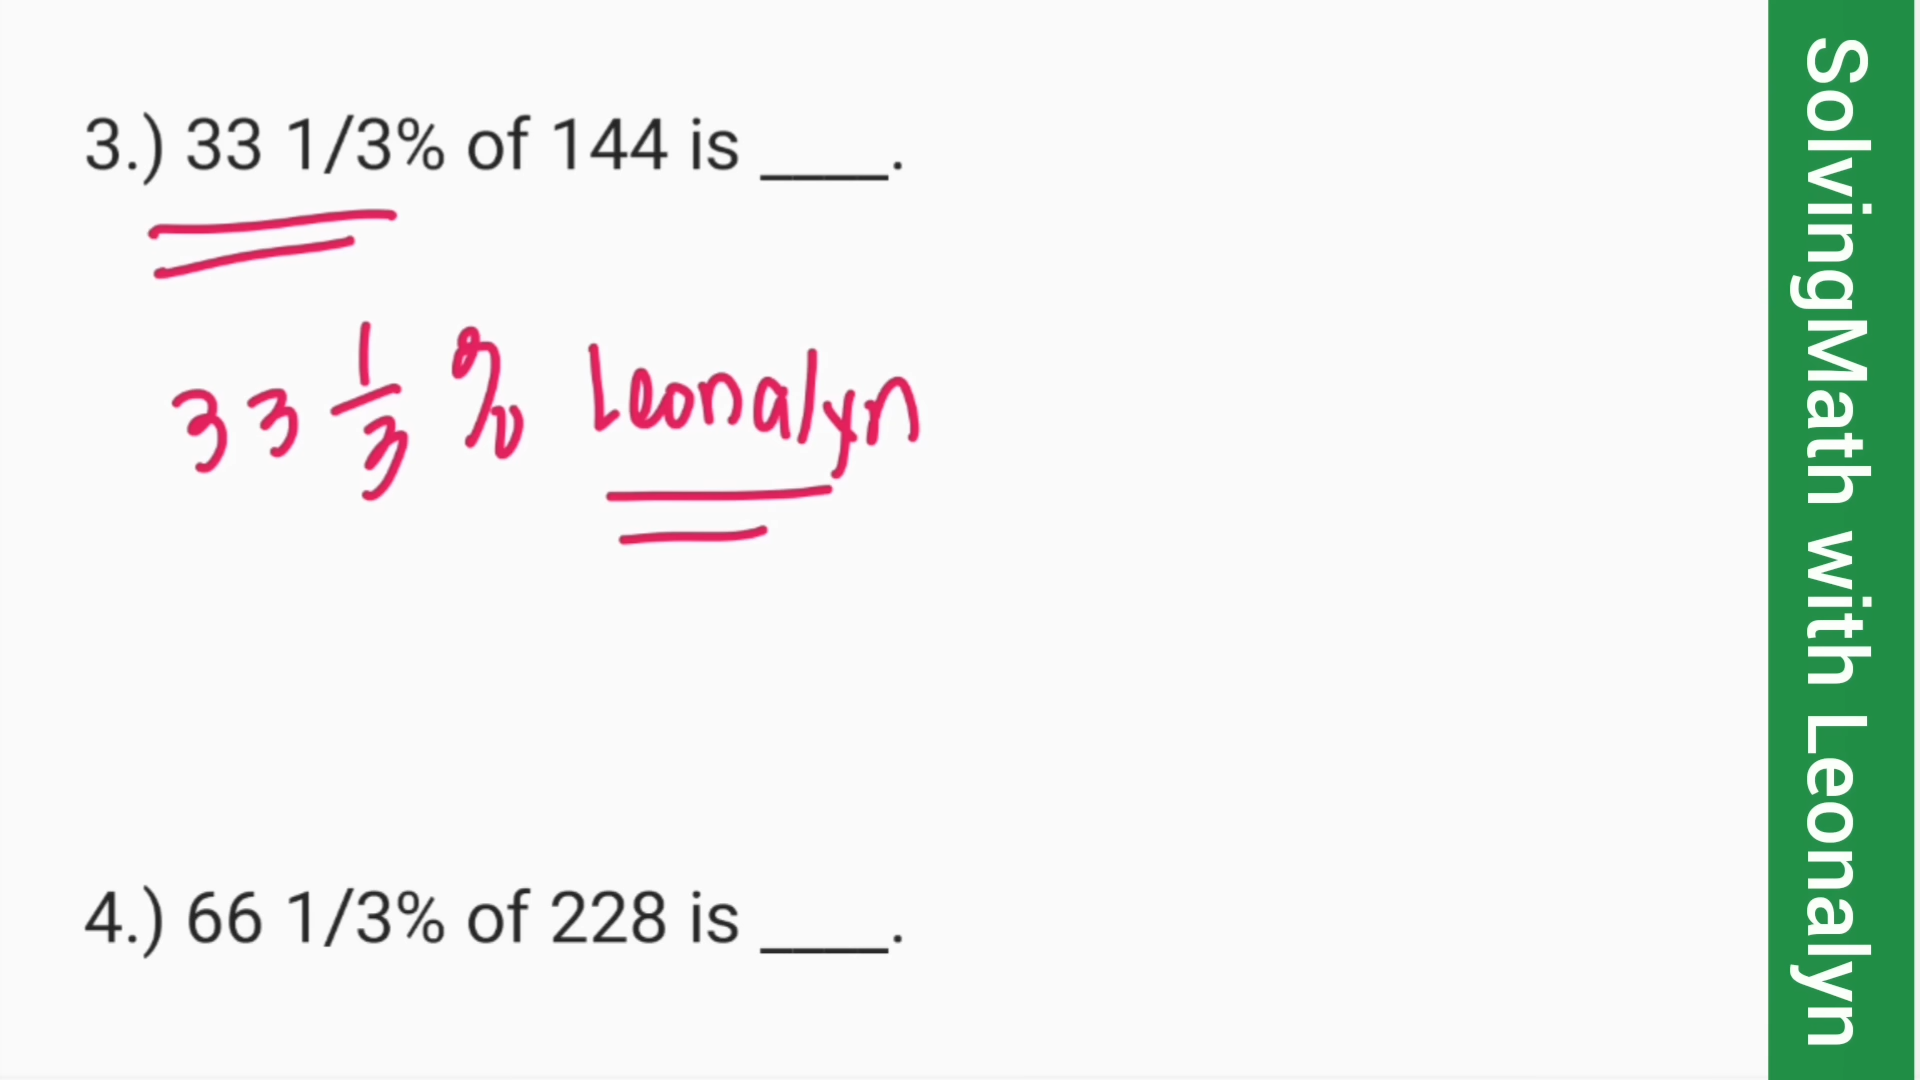 3.) 33 1/3% of 144 is ____.
33 1/3 % Leonalyn
4.) 66 1/3% of 228 is ____.
SolvingMath with Leonalyn